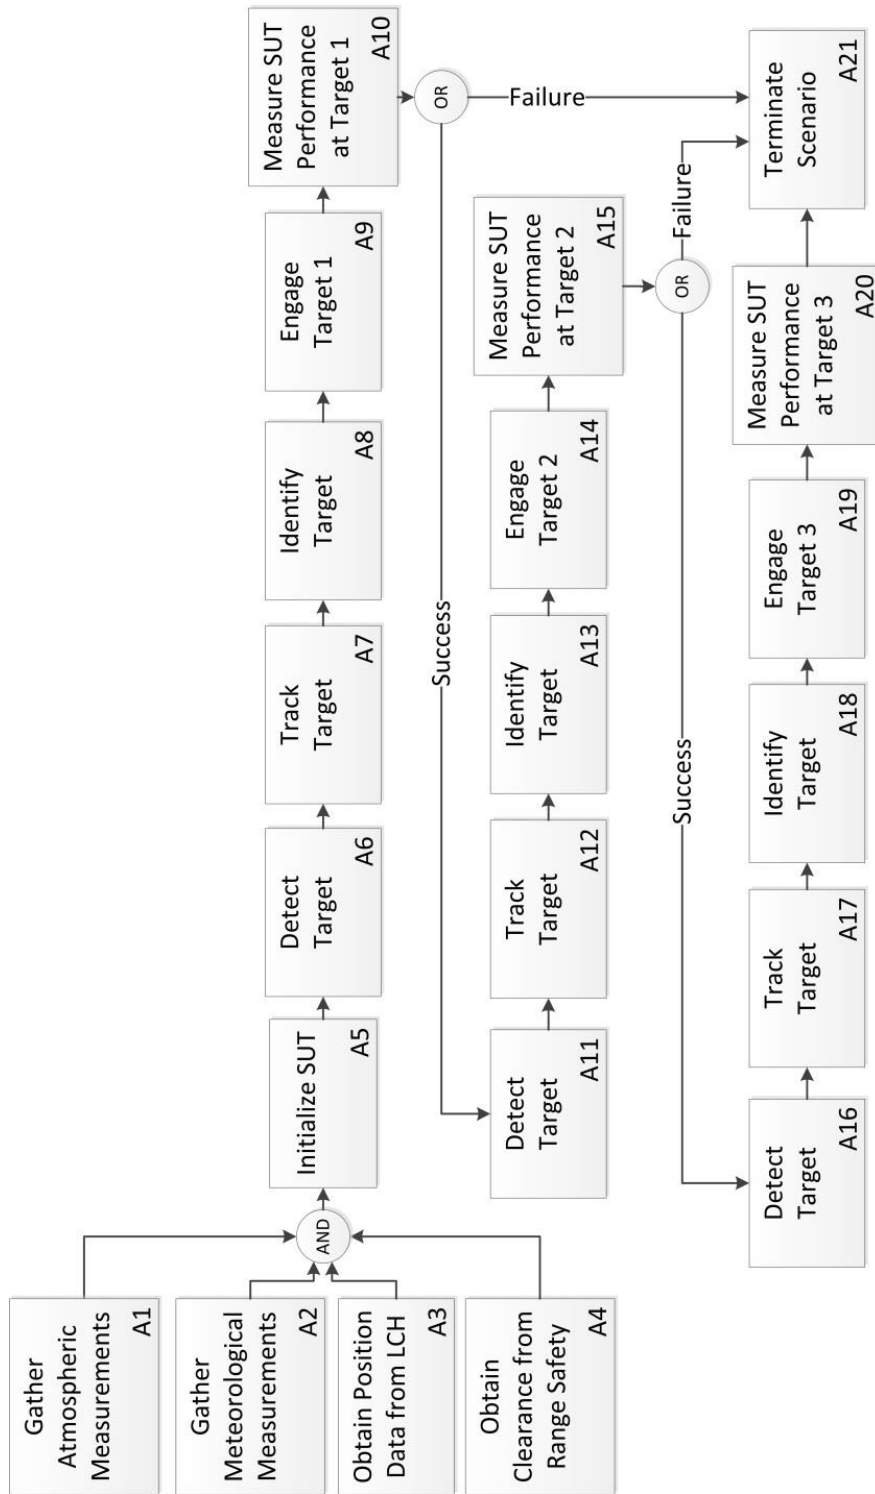 Gather
Atmospheric
Measurements
A1
Gather
Meteorological
Measurements
A2
Obtain Position
Data from LCH
A3
Obtain
Clearance from
Range Safety
A4
AND
Initialize SUT
A5
Detect
Target
A6
Track
Target
A7
Identify
Target
A8
Engage
Target 1
A9
Measure SUT
Performance
at Target 1
A10
OR
Success
Failure
Detect
Target
A11
Track
Target
A12
Identify
Target
A13
Engage
Target 2
A14
Measure SUT
Performance
at Target 2
A15
OR
Success
Failure
Detect
Target
A16
Track
Target
A17
Identify
Target
A18
Engage
Target 3
A19
Measure SUT
Performance
at Target 3
A20
Terminate
Scenario
A21